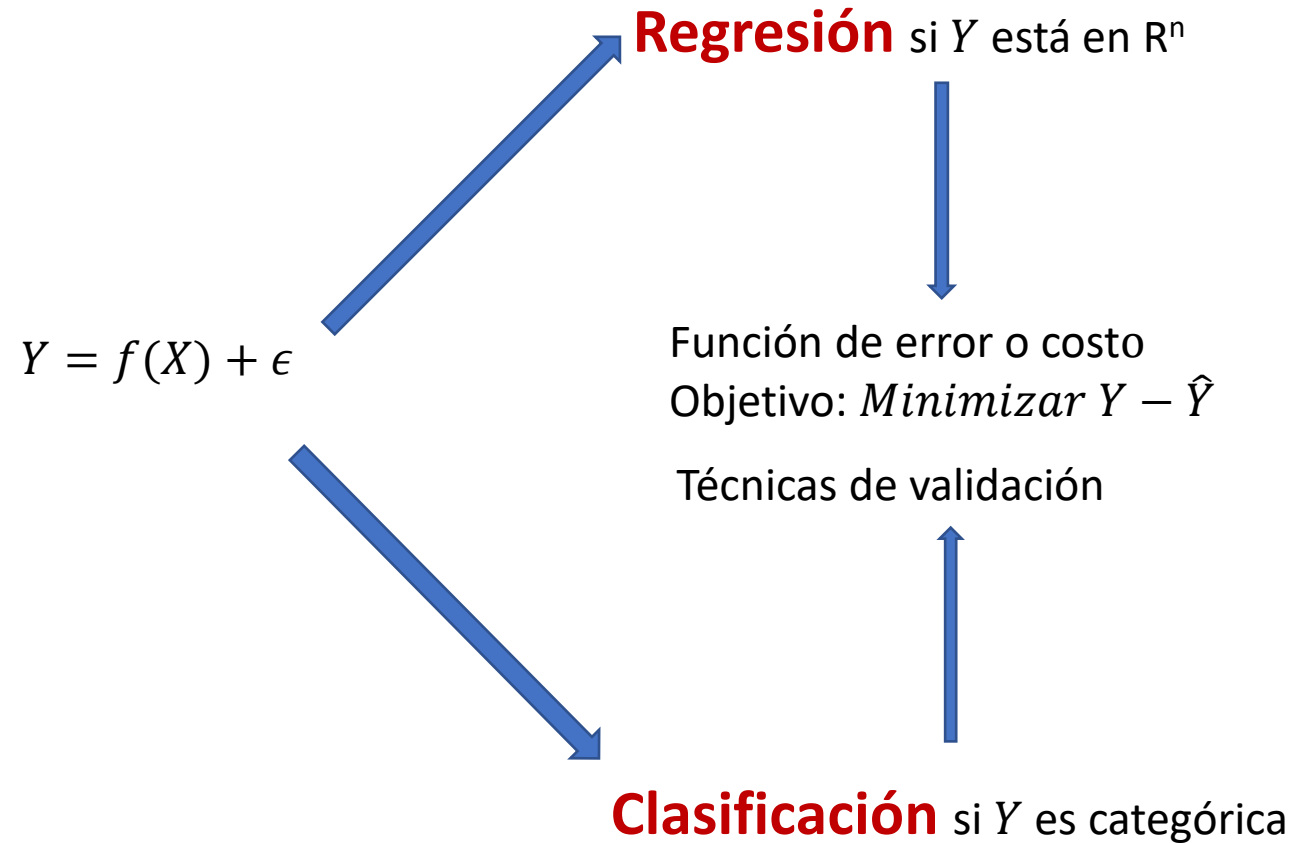 Regresión si Y está en Rⁿ
Y = f(X) + ϵ
Función de error o costo
Objetivo: Minimizar Y − Ŷ
Técnicas de validación
Clasificación si Y es categórica